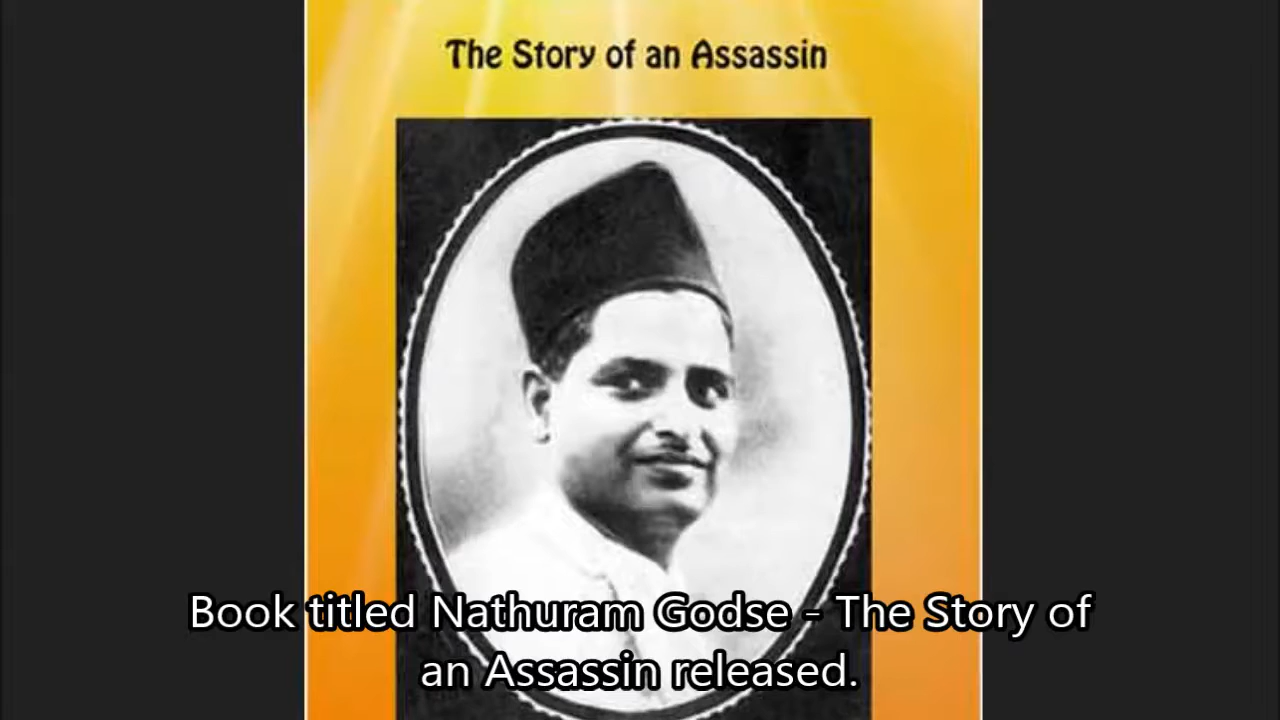 The Story of an Assassin
Book titled Nathuram Godse - The Story of
an Assassin released.